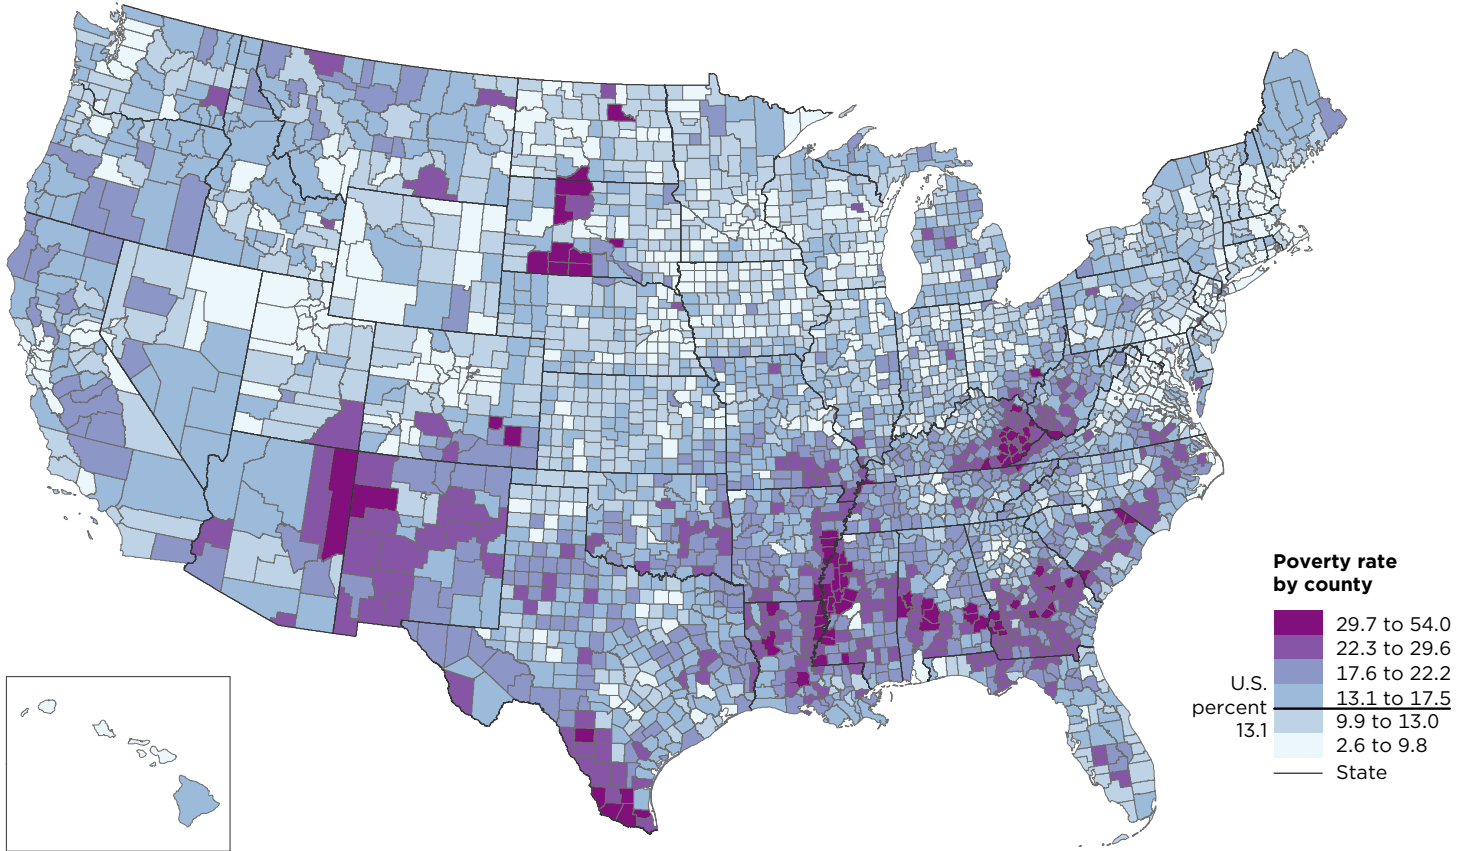 Poverty rate
by county
29.7 to 54.0
22.3 to 29.6
17.6 to 22.2
13.1 to 17.5
9.9 to 13.0
2.6 to 9.8
State
U.S.
percent
13.1